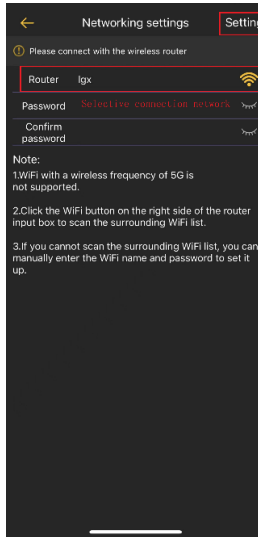 Networking settings Setting
Please connect with the wireless router
Router lgx
Password Selective connection network
Confirm
password
Note:
1.WiFi with a wireless frequency of 5G is
not supported.
2.Click the WiFi button on the right side of the router
input box to scan the surrounding WiFi list.
3.If you cannot scan the surrounding WiFi list, you can
manually enter the WiFi name and password to set it
up.